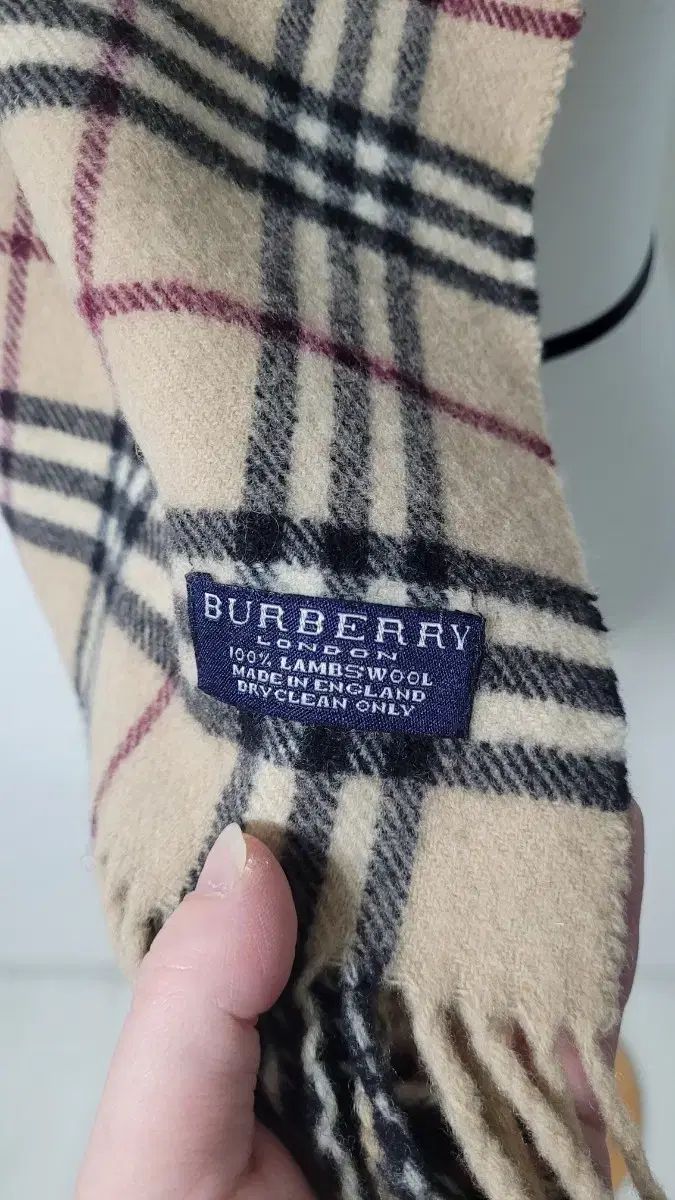 BURBERRY
LONDON
100% LAMBSWOOL
MADE IN ENGLAND
DRYCLEAN ONLY